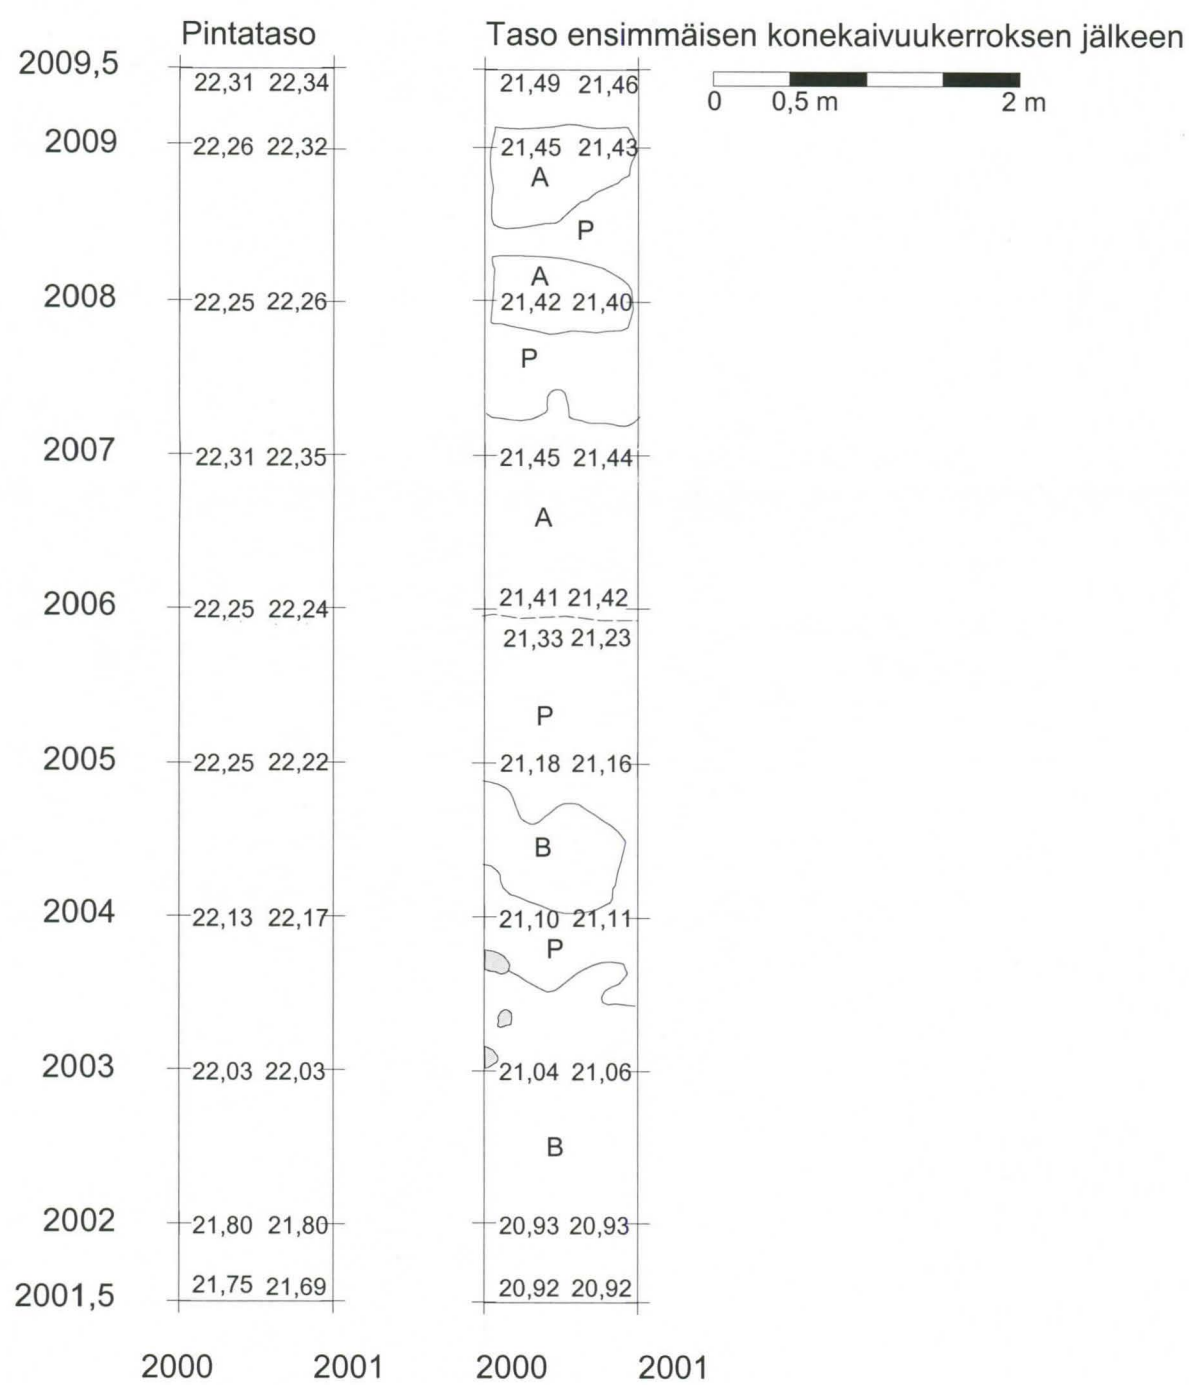 Pintataso Taso ensimmäisen konekaivuukerroksen jälkeen
2009,5 22,31 22,34 21,49 21,46
0 0,5 m 2 m
2009 22,26 22,32 21,45 21,43
A
P
A
2008 22,25 22,26 21,42 21,40
P
2007 22,31 22,35 21,45 21,44
A
2006 22,25 22,24 21,41 21,42
21,33 21,23
P
2005 22,25 22,22 21,18 21,16
B
2004 22,13 22,17 21,10 21,11
P
2003 22,03 22,03 21,04 21,06
B
2002 21,80 21,80 20,93 20,93
2001,5 21,75 21,69 20,92 20,92
2000 2001 2000 2001